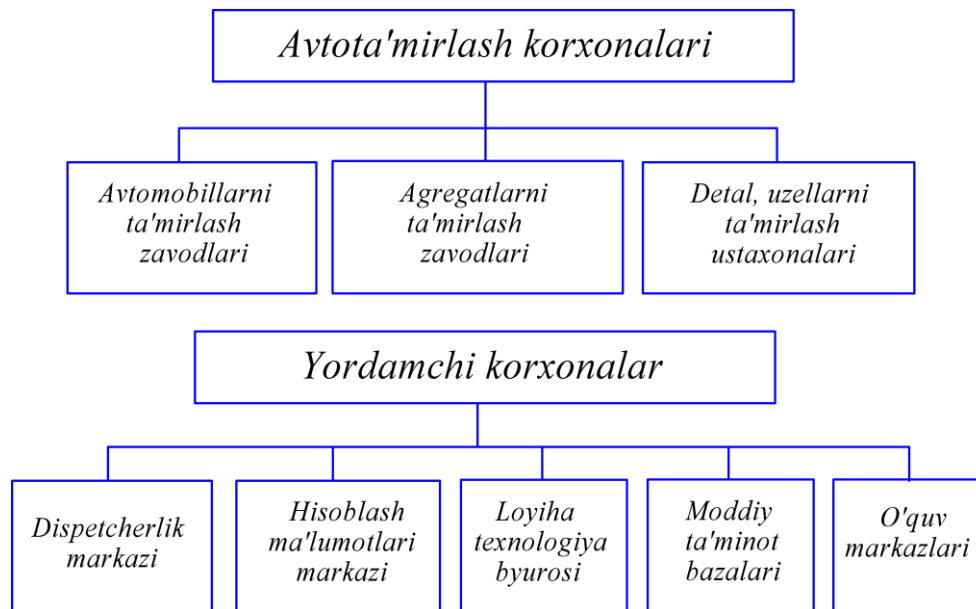 Avtota'mirlash korxonalari
Avtomobillarni
ta'mirlash
zavodlari
Agregatlarni
ta'mirlash
zavodlari
Detal, uzellarni
ta'mirlash
ustaxonalari
Yordamchi korxonalar
Dispetcherlik
markazi
Hisoblash
ma'lumotlari
markazi
Loyiha
texnologiya
byurosi
Moddiy
ta'minot
bazalari
O'quv
markazlari